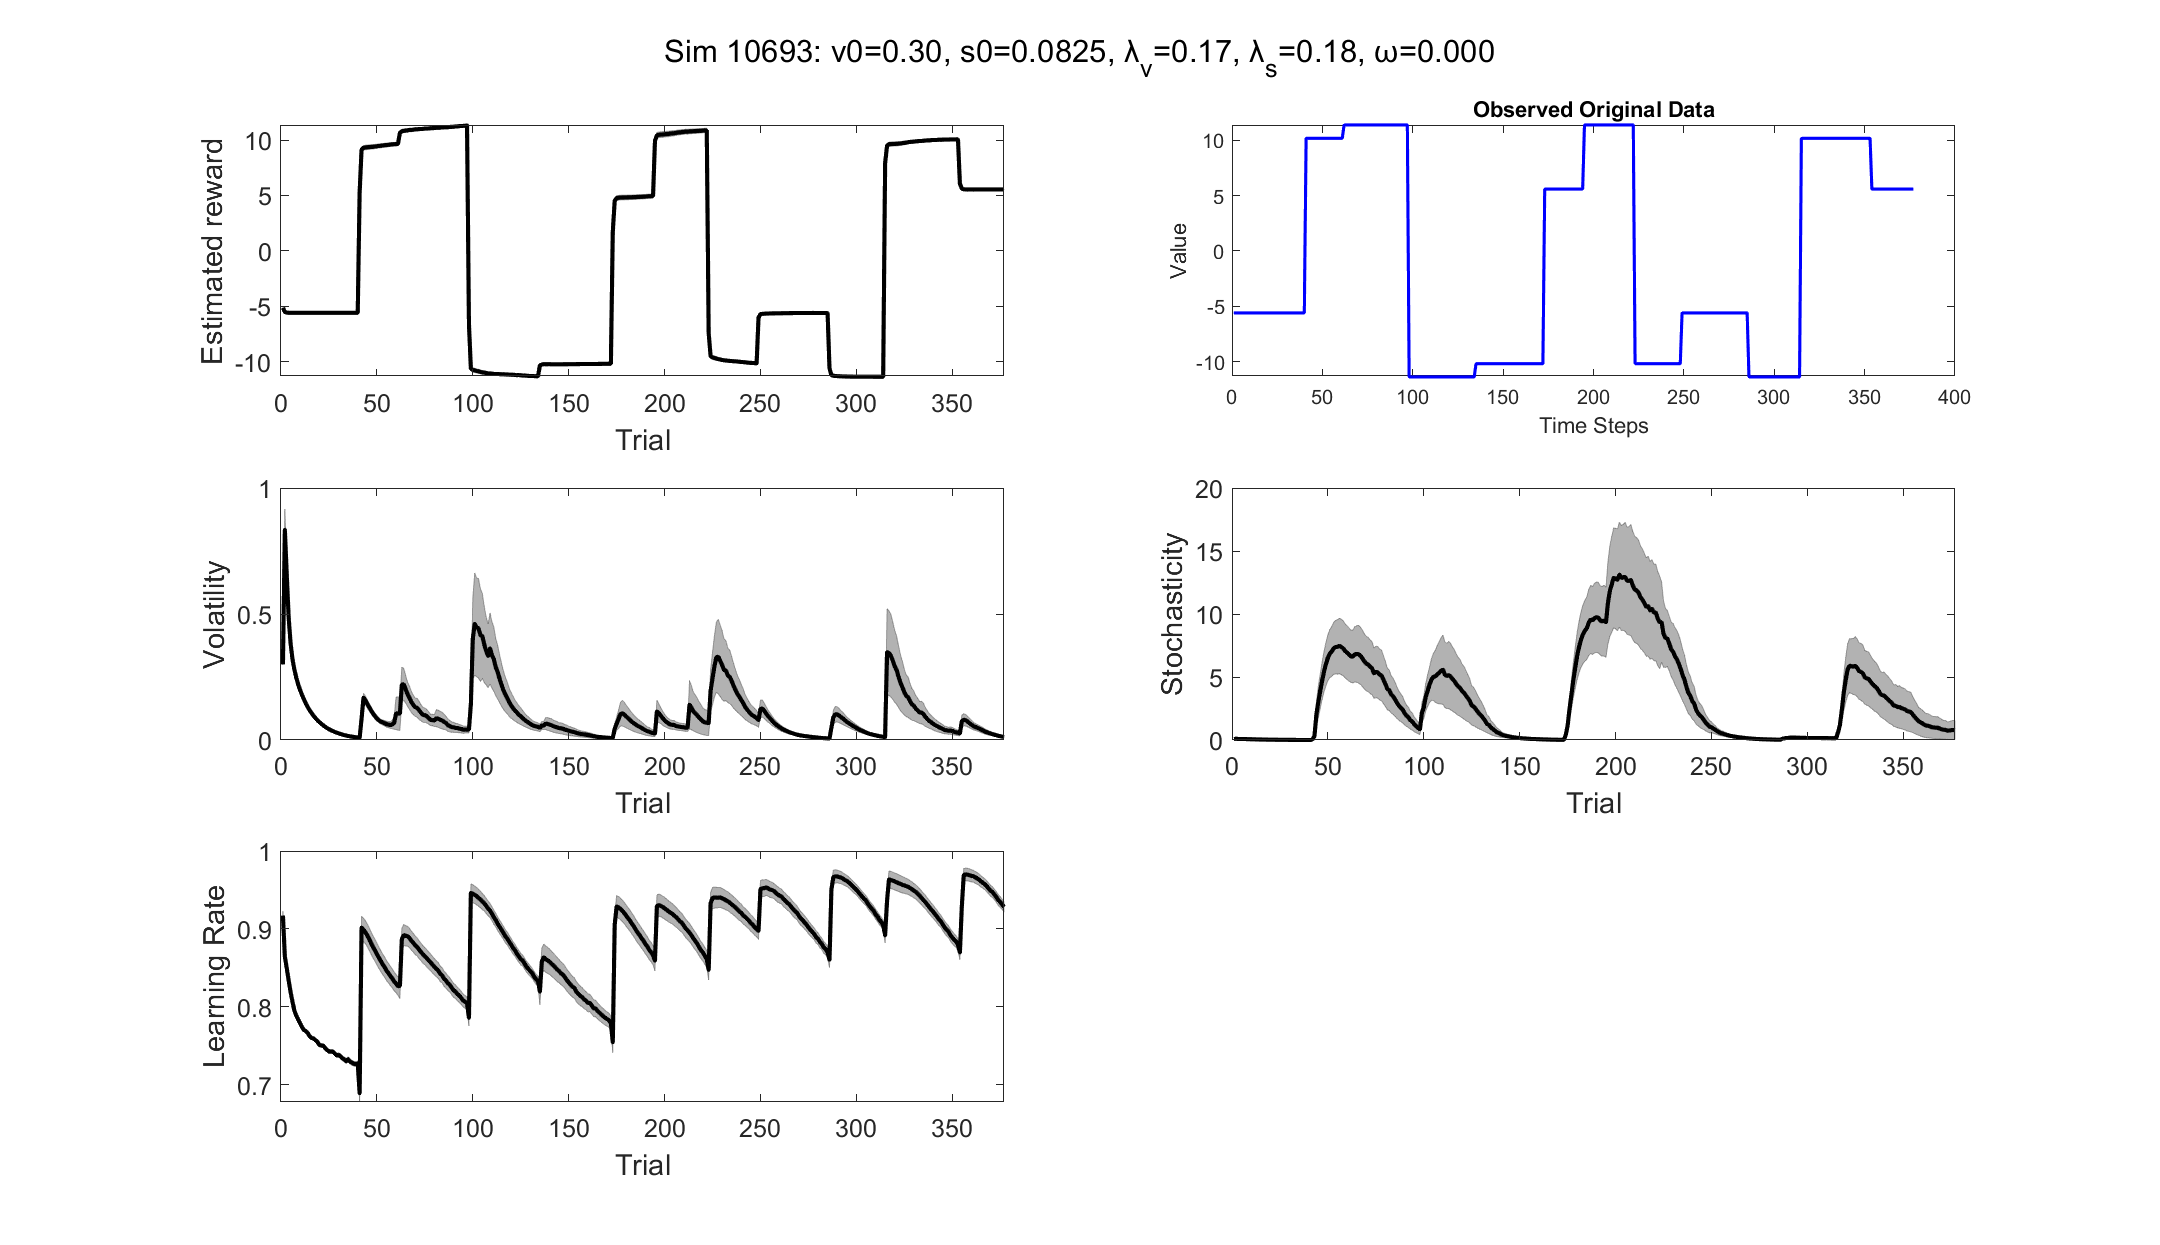 Sim 10693: v0=0.30, s0=0.0825, λ_v=0.17, λ_s=0.18, ω=0.000
Estimated reward
10
5
0
-5
-10
0 50 100 150 200 250 300 350
Trial
Observed Original Data
Value
10
5
0
-5
-10
0 50 100 150 200 250 300 350 400
Time Steps
Volatility
1
0.5
0
0 50 100 150 200 250 300 350
Trial
Stochasticity
20
15
10
5
0
0 50 100 150 200 250 300 350
Trial
Learning Rate
1
0.9
0.8
0.7
0 50 100 150 200 250 300 350
Trial